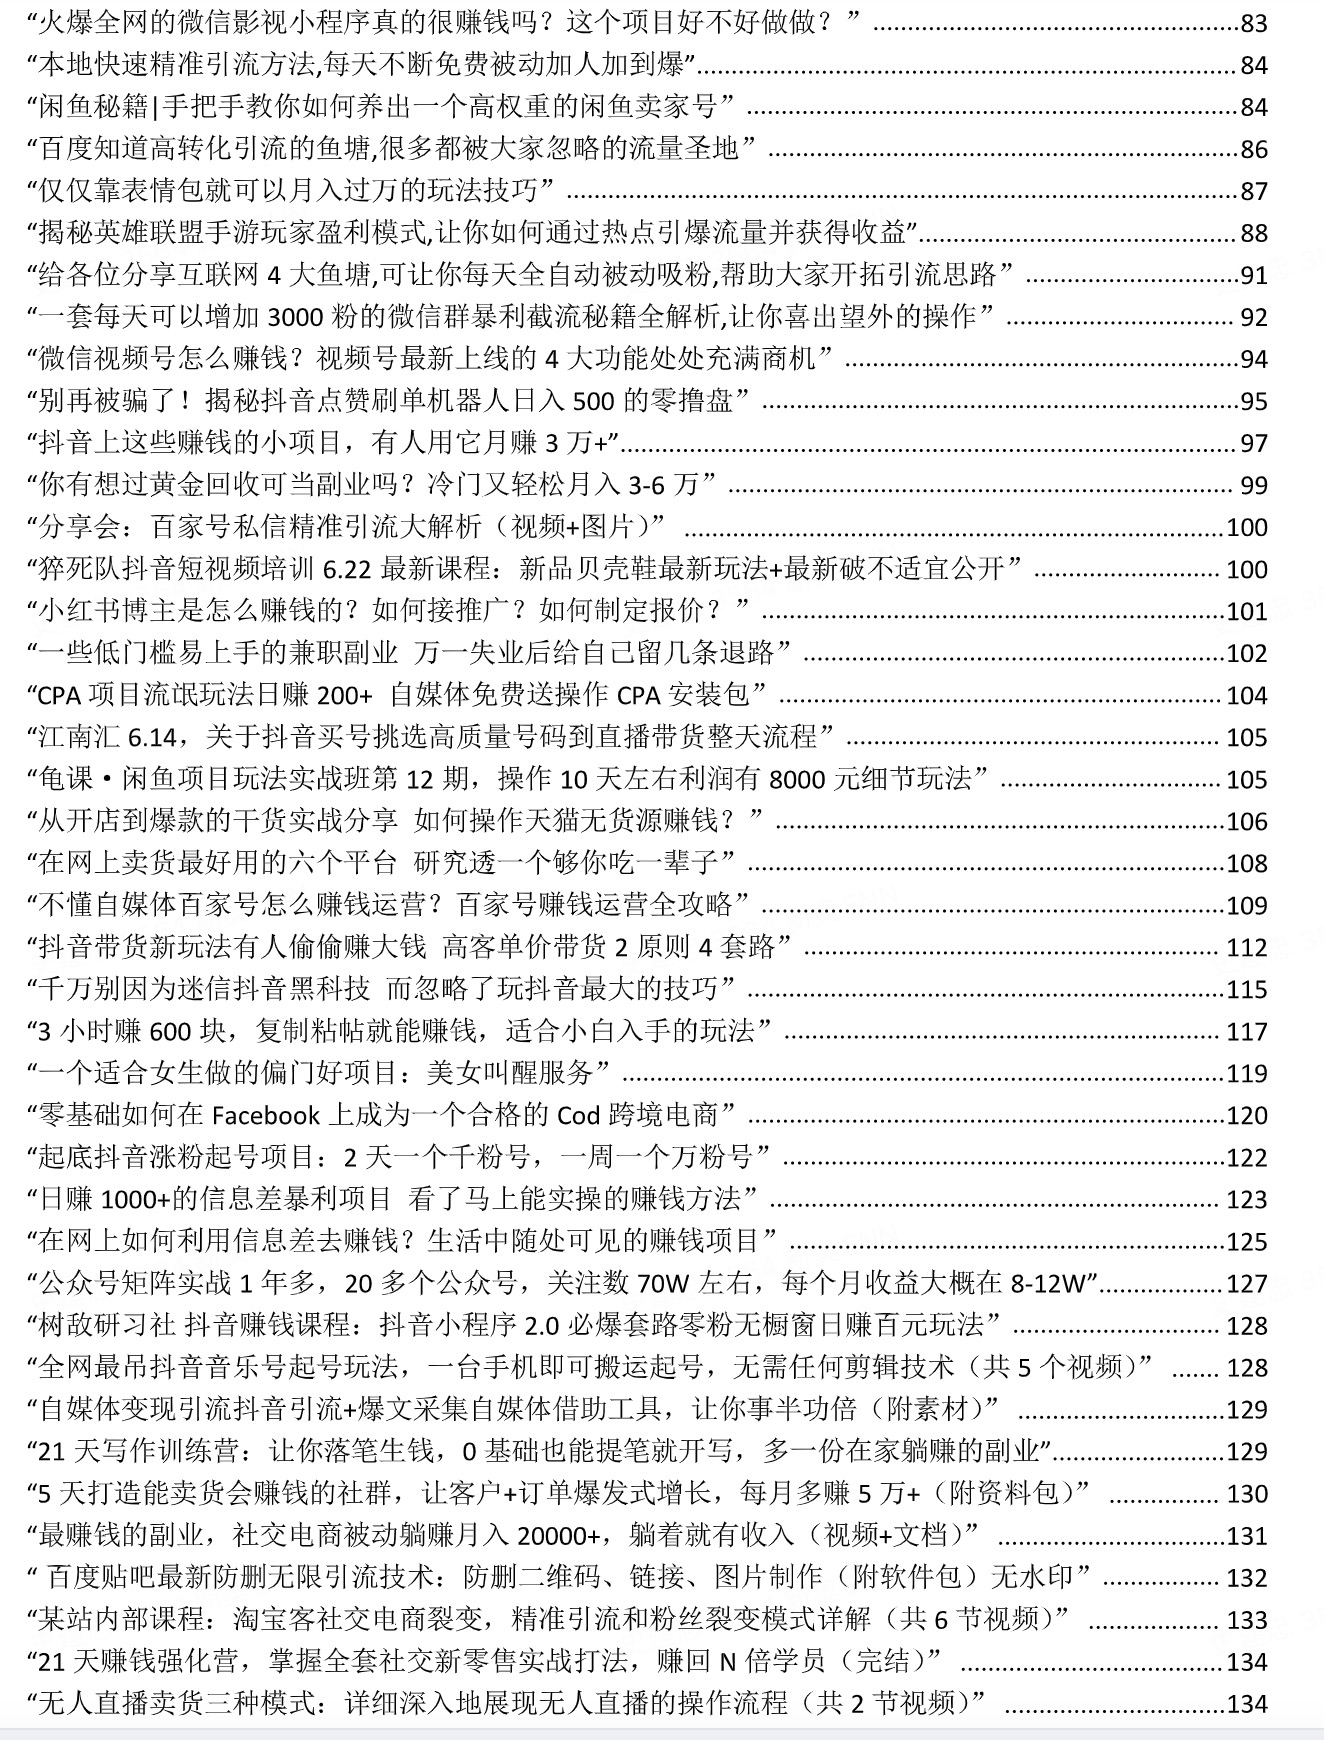 “火爆全网的微信影视小程序真的很赚钱吗？这个项目好不好做做？” ........83
“本地快速精准引流方法,每天不断免费被动加人加到爆”........ 84
“闲鱼秘籍|手把手教你如何养出一个高权重的闲鱼卖家号” ........84
“百度知道高转化引流的鱼塘,很多都被大家忽略的流量圣地” ........86
“仅仅靠表情包就可以月入过万的玩法技巧” ........87
“揭秘英雄联盟手游玩家盈利模式,让你如何通过热点引爆流量并获得收益”........ 88
“给各位分享互联网 4 大鱼塘,可让你每天全自动被动吸粉,帮助大家开拓引流思路” ........91
“一套每天可以增加 3000 粉的微信群暴利截流秘籍全解析,让你喜出望外的操作” ........ 92
“微信视频号怎么赚钱？视频号最新上线的 4 大功能处处充满商机” ........94
“别再被骗了！揭秘抖音点赞刷单机器人日入 500 的零撸盘” ........95
“抖音上这些赚钱的小项目，有人用它月赚 3 万+”........ 97
“你有想过黄金回收可当副业吗？冷门又轻松月入 3-6 万” ........ 99
“分享会：百家号私信精准引流大解析（视频+图片）” ........100
“猝死队抖音短视频培训 6.22 最新课程：新品贝壳鞋最新玩法+最新破不适宜公开” ........ 100
“小红书博主是怎么赚钱的？如何接推广？如何制定报价？” ........101
“一些低门槛易上手的兼职副业 万一失业后给自己留几条退路” ........102
“CPA 项目流氓玩法日赚 200+ 自媒体免费送操作 CPA 安装包” ........ 104
“江南汇 6.14，关于抖音买号挑选高质量号码到直播带货整天流程” ........ 105
“龟课•闲鱼项目玩法实战班第 12 期，操作 10 天左右利润有 8000 元细节玩法” ........ 105
“从开店到爆款的干货实战分享 如何操作天猫无货源赚钱？” ........106
“在网上卖货最好用的六个平台 研究透一个够你吃一辈子” ........108
“不懂自媒体百家号怎么赚钱运营？百家号赚钱运营全攻略” ........109
“抖音带货新玩法有人偷偷赚大钱 高客单价带货 2 原则 4 套路” ........ 112
“千万别因为迷信抖音黑科技 而忽略了玩抖音最大的技巧” ........115
“3 小时赚 600 块，复制粘帖就能赚钱，适合小白入手的玩法” ........ 117
“一个适合女生做的偏门好项目：美女叫醒服务” ........119
“零基础如何在 Facebook 上成为一个合格的 Cod 跨境电商” ........120
“起底抖音涨粉起号项目：2 天一个千粉号，一周一个万粉号” ........122
“日赚 1000+的信息差暴利项目 看了马上能实操的赚钱方法” ........ 123
“在网上如何利用信息差去赚钱？生活中随处可见的赚钱项目” ........125
“公众号矩阵实战 1 年多，20 多个公众号，关注数 70W 左右，每个月收益大概在 8-12W”........127
“树敌研习社 抖音赚钱课程：抖音小程序 2.0 必爆套路零粉无橱窗日赚百元玩法” ........ 128
“全网最吊抖音音乐号起号玩法，一台手机即可搬运起号，无需任何剪辑技术（共 5 个视频）” ....... 128
“自媒体变现引流抖音引流+爆文采集自媒体借助工具，让你事半功倍（附素材）” ........129
“21 天写作训练营：让你落笔生钱，0 基础也能提笔就开写，多一份在家躺赚的副业”........129
“5 天打造能卖货会赚钱的社群，让客户+订单爆发式增长，每月多赚 5 万+（附资料包）” ........ 130
“最赚钱的副业，社交电商被动躺赚月入 20000+，躺着就有收入（视频+文档）” ........131
“ 百度贴吧最新防删无限引流技术：防删二维码、链接、图片制作（附软件包）无水印”........ 132
“某站内部课程：淘宝客社交电商裂变，精准引流和粉丝裂变模式详解（共 6 节视频）” ........ 133
“21 天赚钱强化营，掌握全套社交新零售实战打法，赚回 N 倍学员（完结）” ........134
“无人直播卖货三种模式：详细深入地展现无人直播的操作流程（共 2 节视频）” ........134